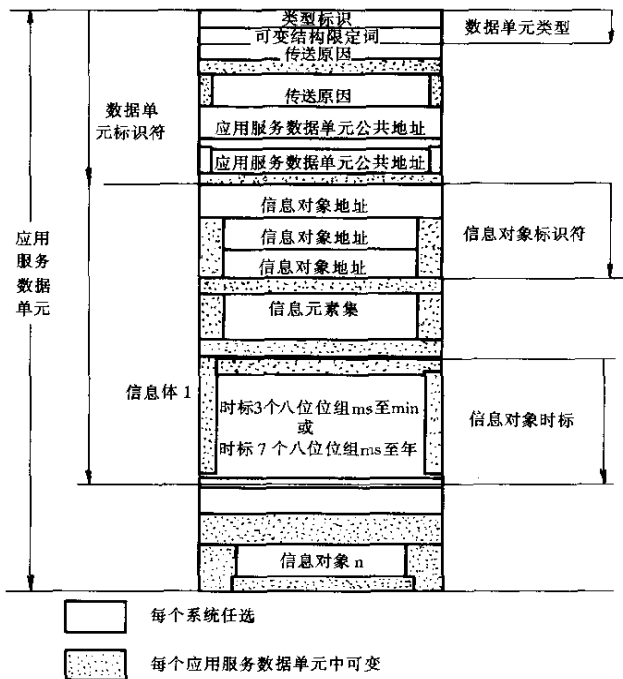 类型标识
可变结构限定词
传送原因
数据单元类型
传送原因
数据单
元标识符
应用服务数据单元公共地址
应用服务数据单元公共地址
信息对象地址
信息对象地址
信息对象地址
信息对象标识符
应用
服务
数据
单元
信息元素集
信息体 1
时标3个八位位组ms至min
或
时标 7 个八位位组ms至年
信息对象时标
信息对象 n
每个系统任选
每个应用服务数据单元中可变